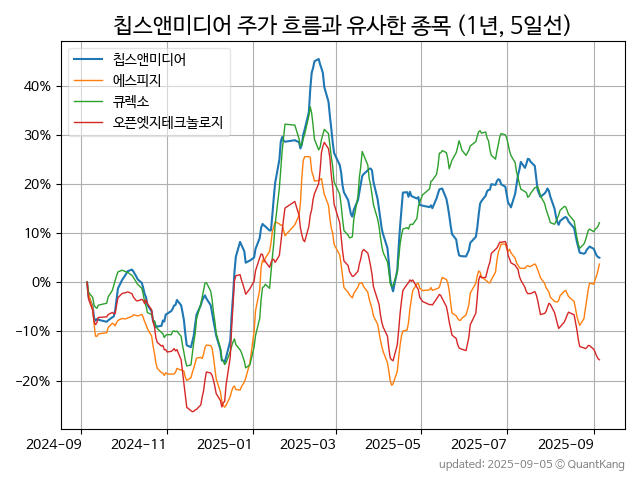 칩스앤미디어 주가 흐름과 유사한 종목 (1년, 5일선)
칩스앤미디어
에스피지
큐렉소
오픈엣지테크놀로지
40%
30%
20%
10%
0%
−10%
−20%
2024-09 2024-11 2025-01 2025-03 2025-05 2025-07 2025-09
updated: 2025-09-05 © QuantKang